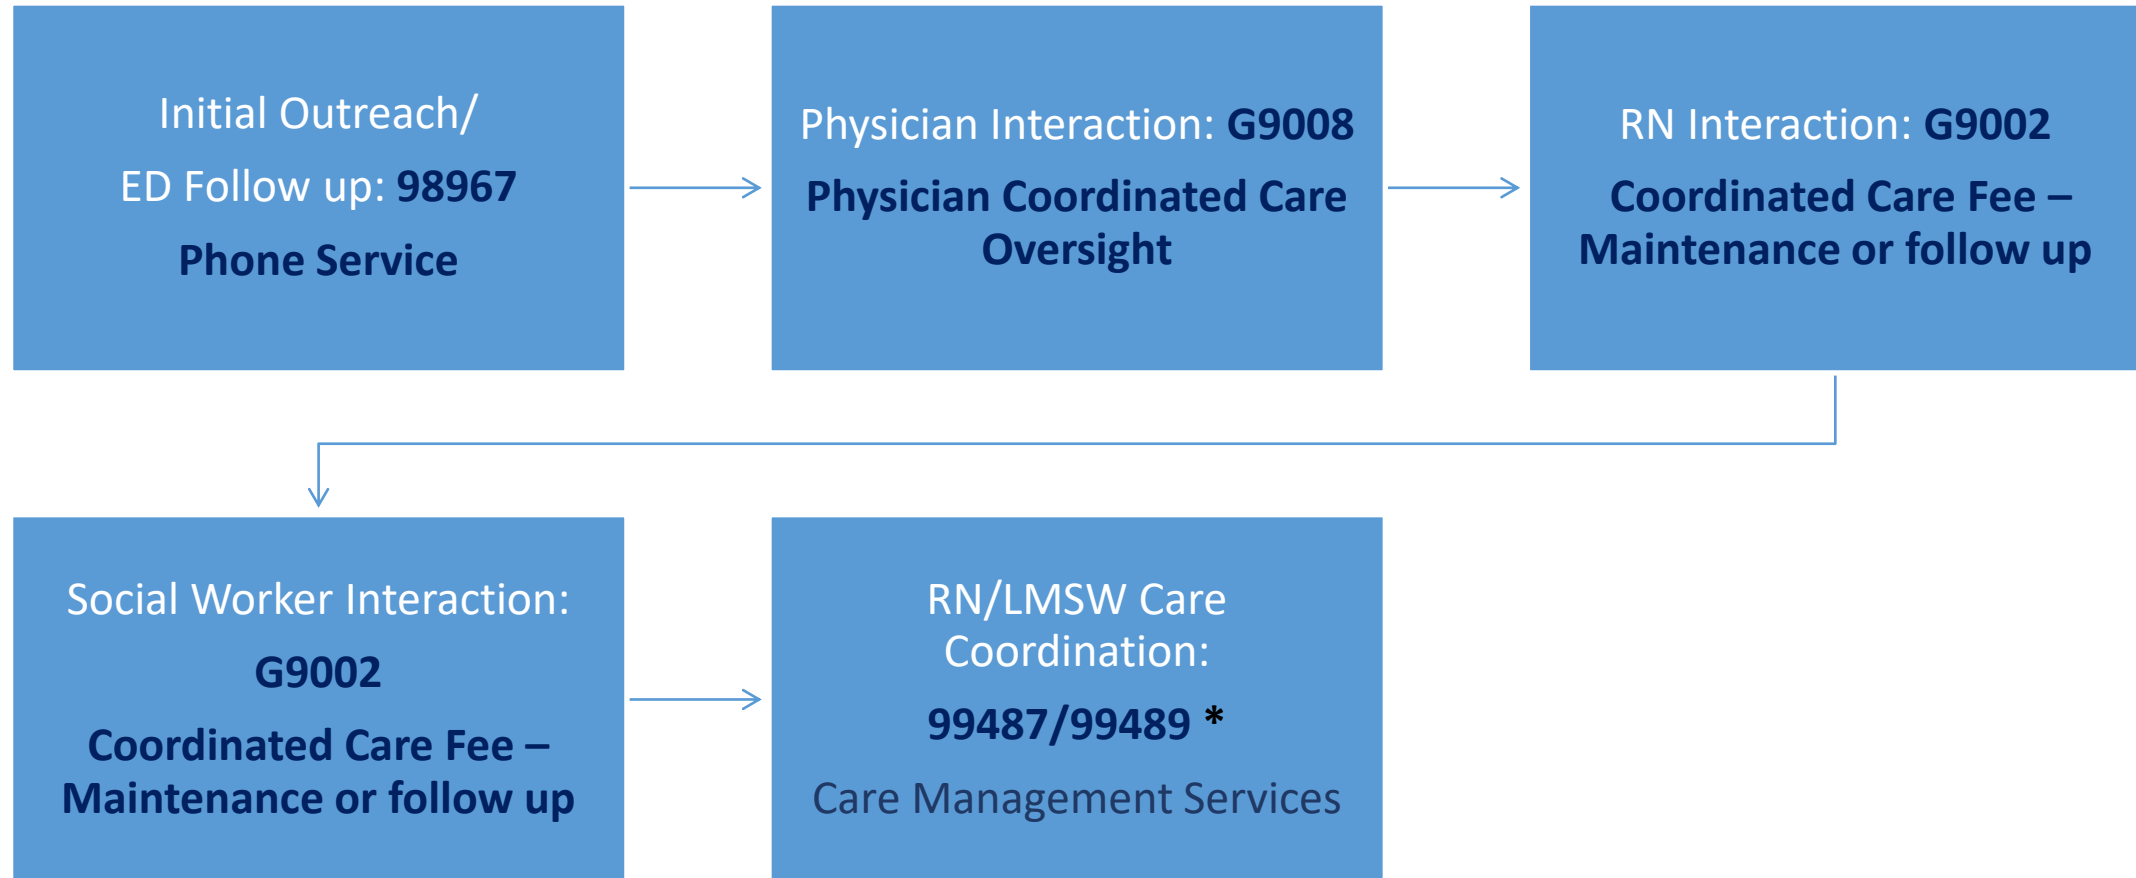 Initial Outreach/
ED Follow up: 98967
Phone Service
Physician Interaction: G9008
Physician Coordinated Care
Oversight
RN Interaction: G9002
Coordinated Care Fee –
Maintenance or follow up
Social Worker Interaction:
G9002
Coordinated Care Fee –
Maintenance or follow up
RN/LMSW Care
Coordination:
99487/99489 *
Care Management Services